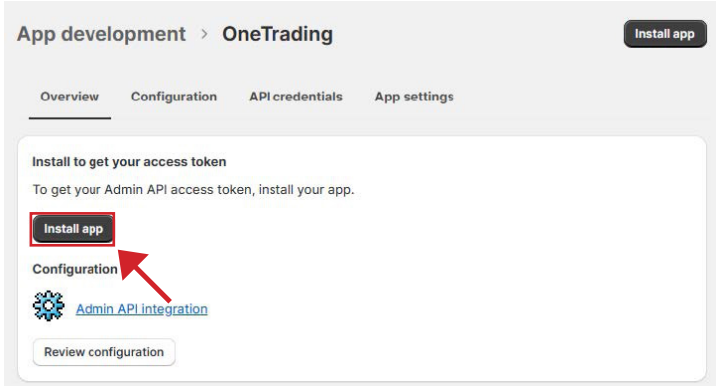 App development > OneTrading
Install app
Overview Configuration API credentials App settings
Install to get your access token
To get your Admin API access token, install your app.
Install app
Configuration
Admin API integration
Review configuration